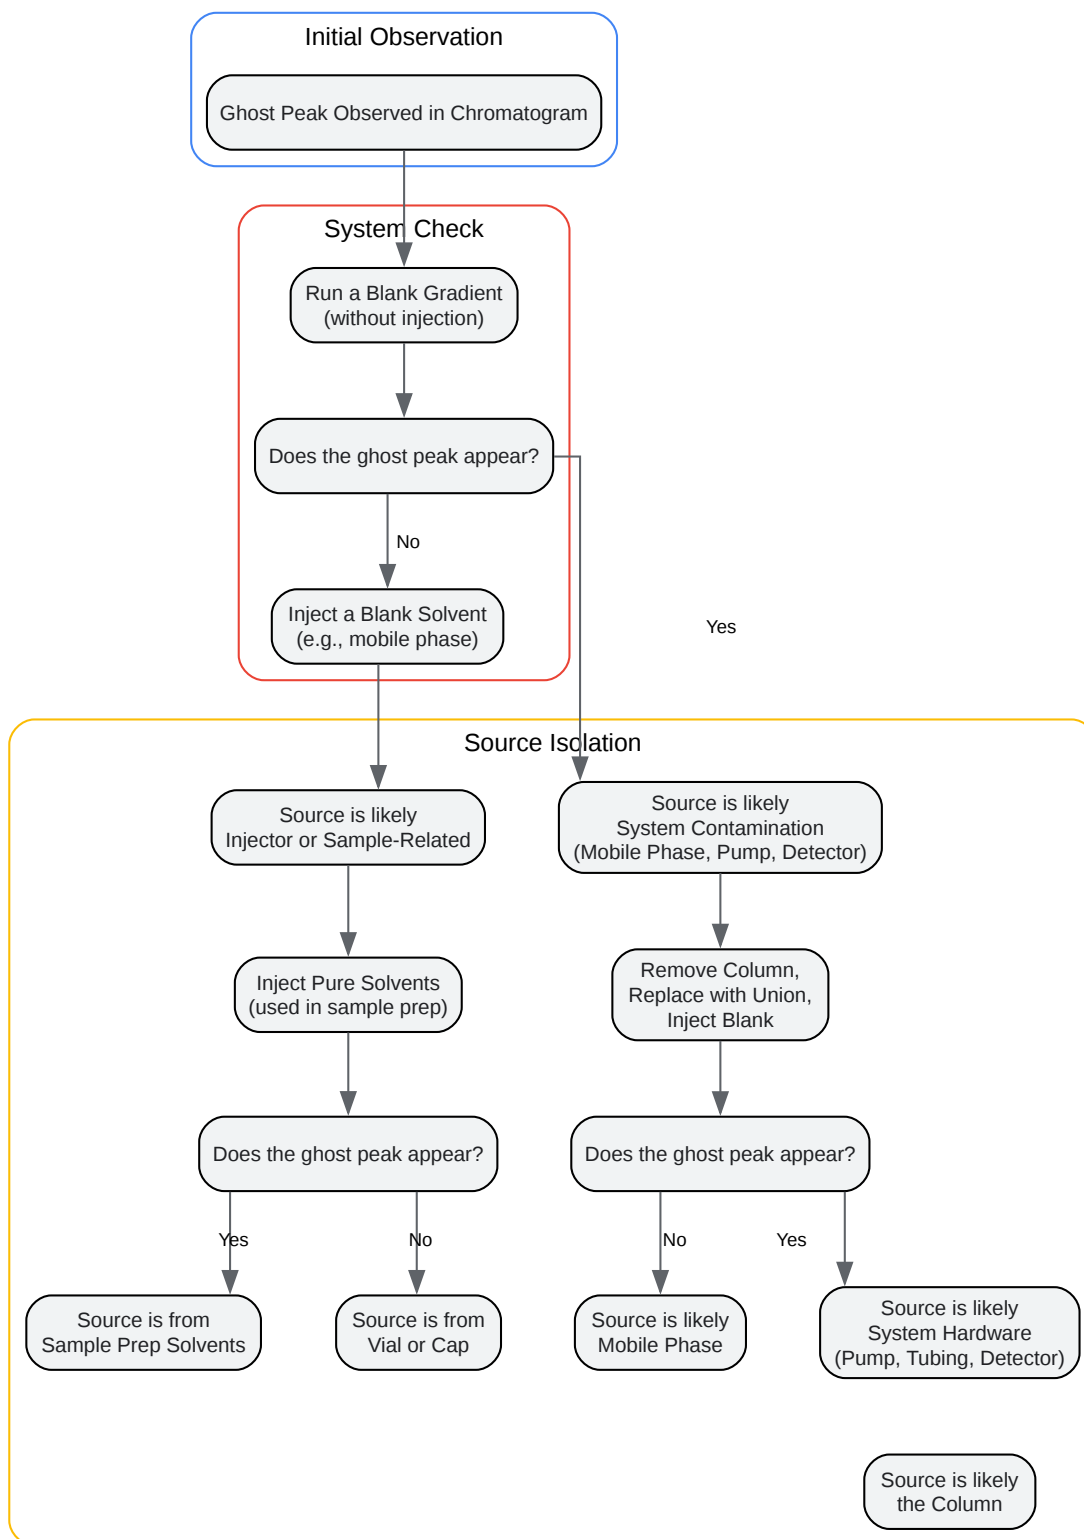 Initial Observation
Ghost Peak Observed in Chromatogram
System Check
Run a Blank Gradient
(without injection)
Does the ghost peak appear?
No
Inject a Blank Solvent
(e.g., mobile phase)
Yes
Source Isolation
Source is likely
Injector or Sample-Related
Source is likely
System Contamination
(Mobile Phase, Pump, Detector)
Inject Pure Solvents
(used in sample prep)
Remove Column,
Replace with Union,
Inject Blank
Does the ghost peak appear?
Does the ghost peak appear?
Yes
No
No
Yes
Source is from
Sample Prep Solvents
Source is from
Vial or Cap
Source is likely
Mobile Phase
Source is likely
System Hardware
(Pump, Tubing, Detector)
Source is likely
the Column